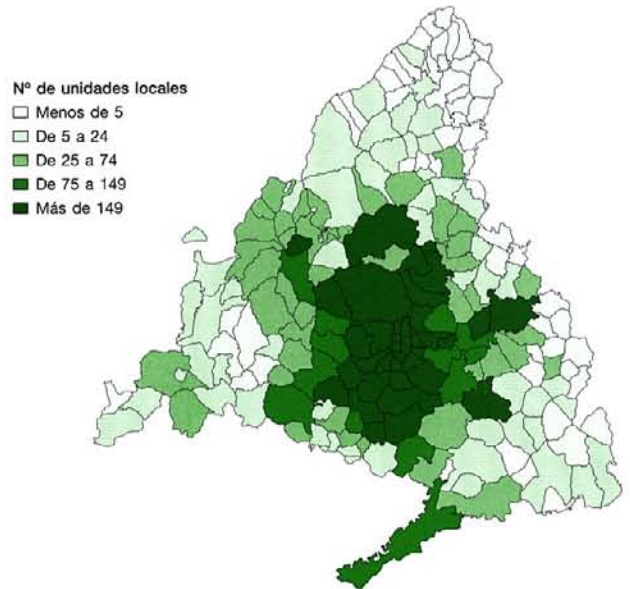 Nº de unidades locales
Menos de 5
De 5 a 24
De 25 a 74
De 75 a 149
Más de 149